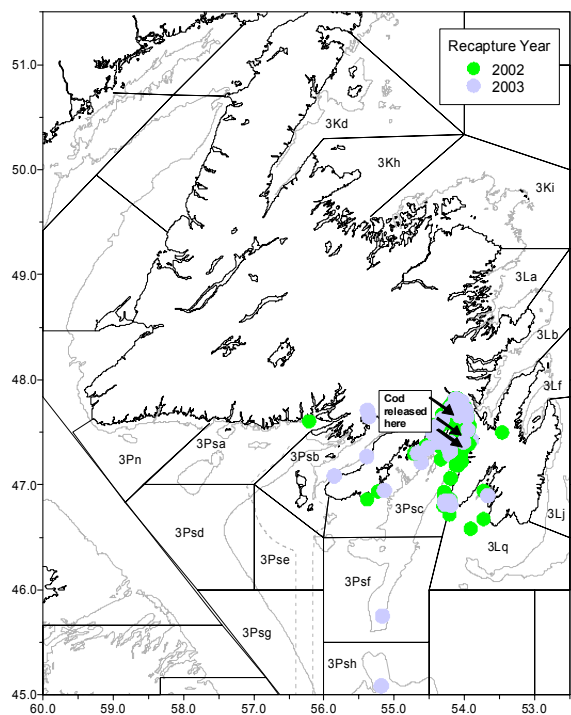 Recapture Year
2002
2003
51.0
50.0
49.0
48.0
47.0
46.0
45.0
3Kd
3Kh
3Ki
3La
3Lb
3Lf
Cod
released
here
3Pn
3Psa
3Psb
3Psc
3Lj
3Lq
3Psd
3Pse
3Psf
3Psg
3Psh
60.0 59.0 58.0 57.0 56.0 55.0 54.0 53.0